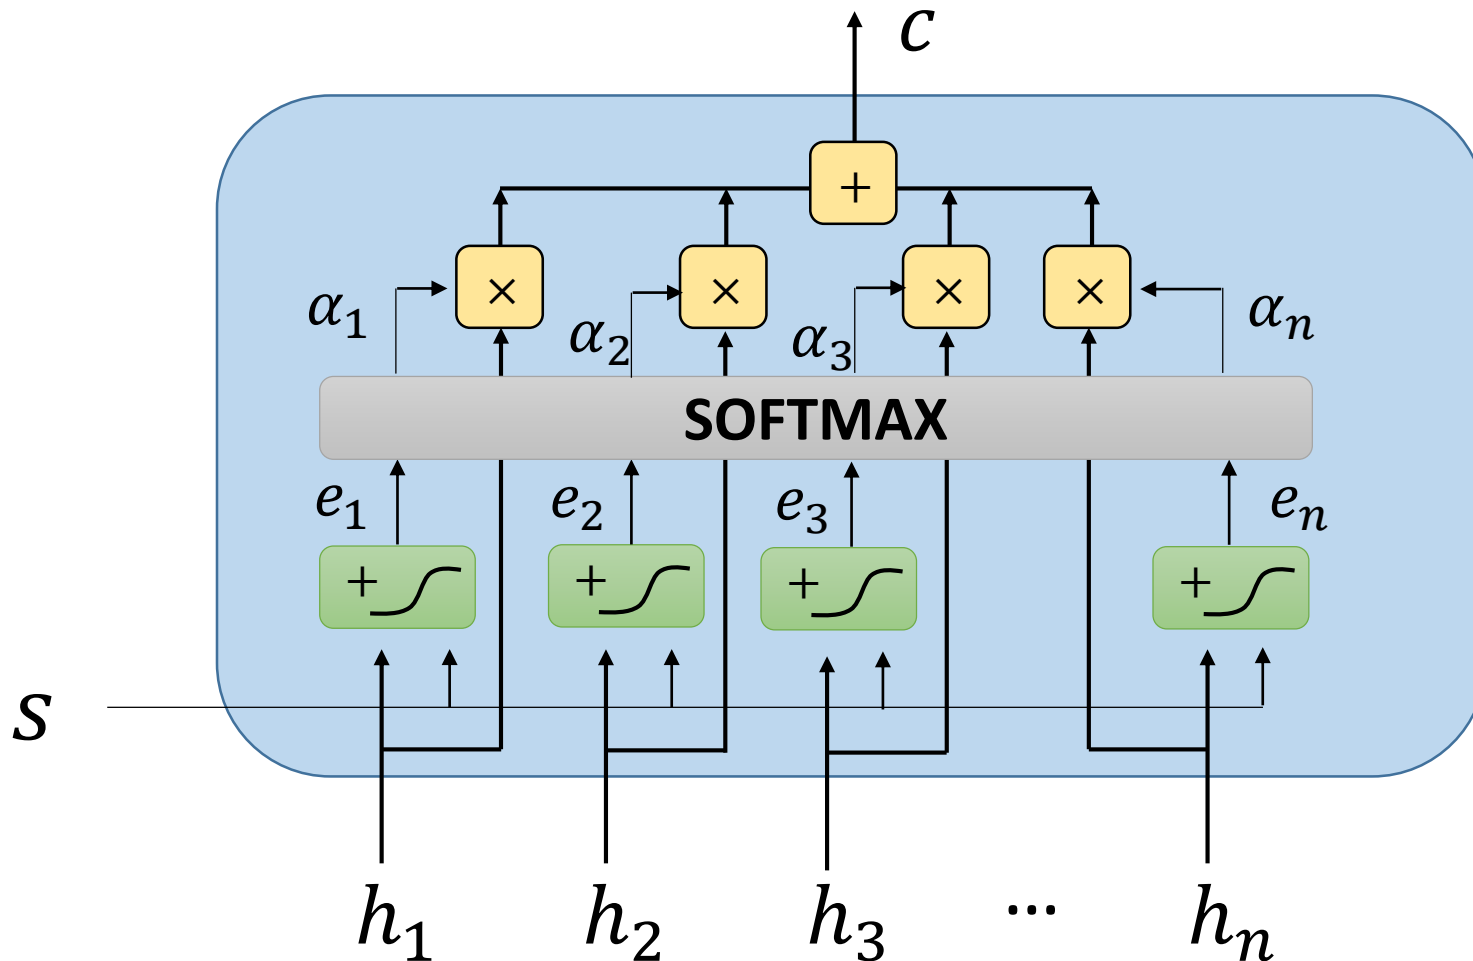 c
+
× × × ×
α₁ α₂ α₃ αₙ
SOFTMAX
e₁ e₂ e₃ eₙ
+ + + +
s
h₁ h₂ h₃ ... hₙ